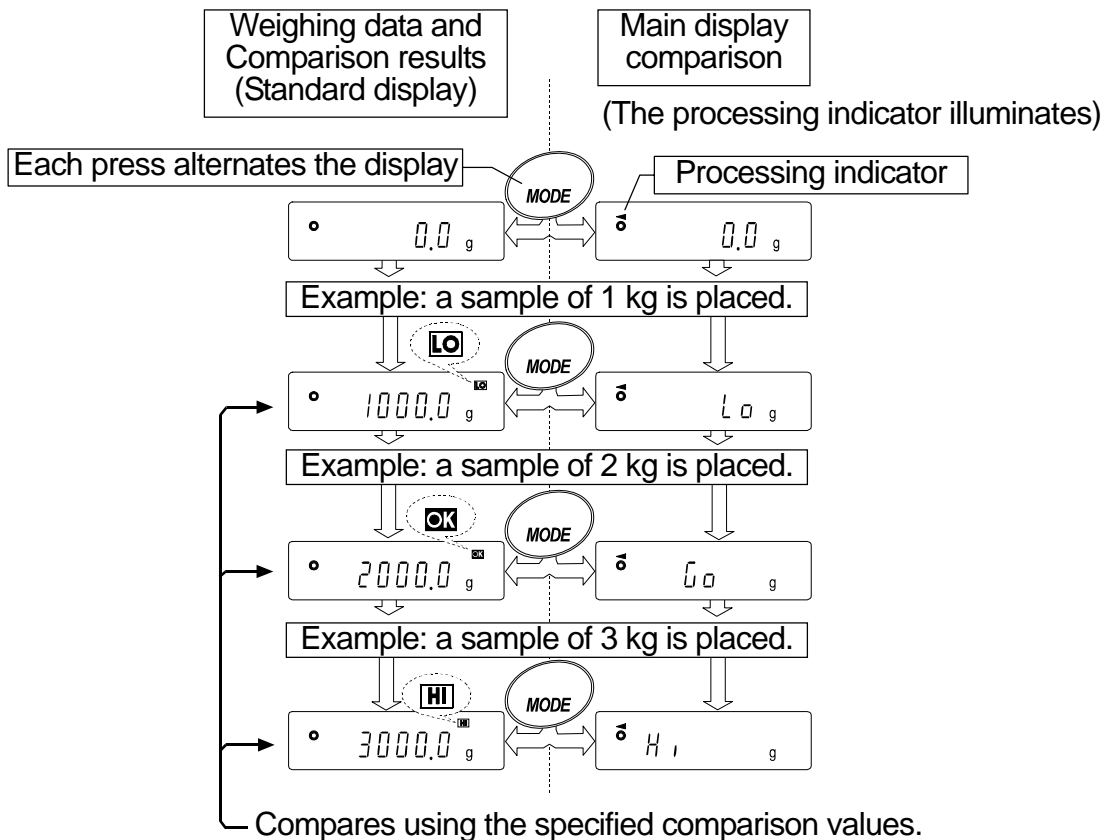 Weighing data and
Comparison results
(Standard display)
Main display
comparison
(The processing indicator illuminates)
Each press alternates the display
MODE
Processing indicator
0.0 g
0.0 g
Example: a sample of 1 kg is placed.
LO
MODE
LO
1000.0 g
Lo g
Example: a sample of 2 kg is placed.
OK
MODE
OK
2000.0 g
Go g
Example: a sample of 3 kg is placed.
HI
MODE
HI
3000.0 g
Hi g
Compares using the specified comparison values.